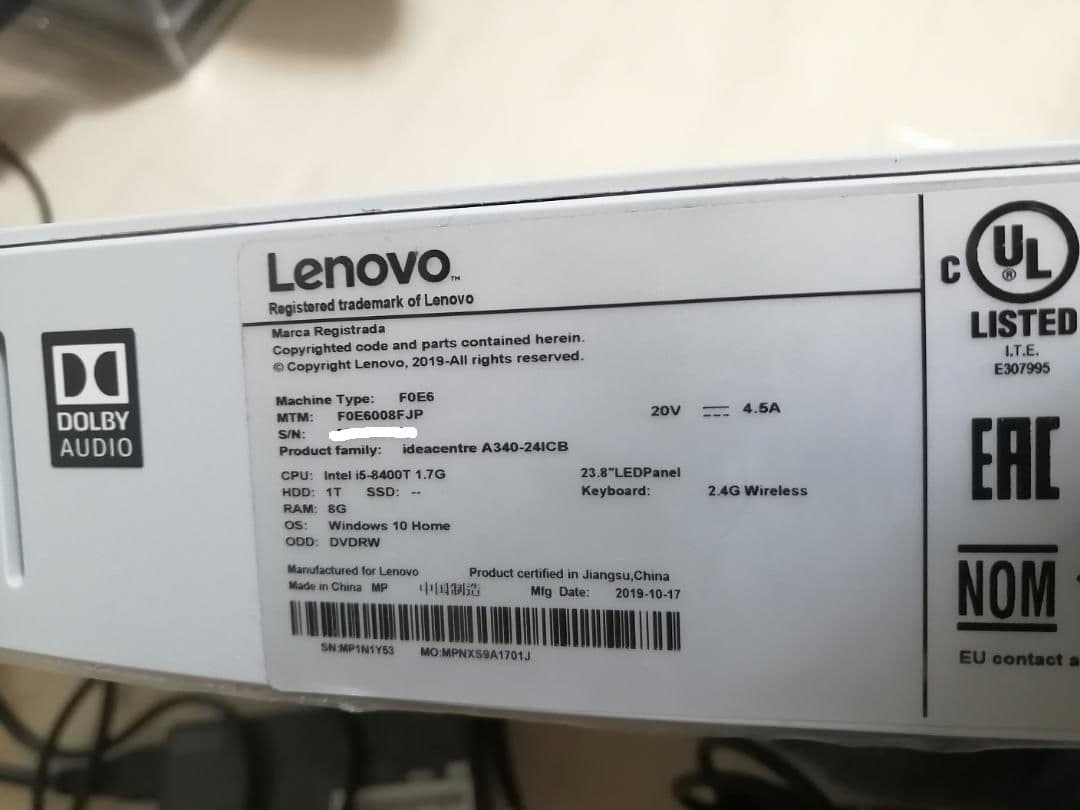 Lenovo™
Registered trademark of Lenovo
Marca Registrada
Copyrighted code and parts contained herein.
© Copyright Lenovo, 2019-All rights reserved.
Machine Type: F0E6
MTM: F0E6008FJP
S/N:
Product family: ideacentre A340-24ICB
20V ⎓ 4.5A
CPU: Intel i5-8400T 1.7G
HDD: 1T SSD: --
RAM: 8G
OS: Windows 10 Home
ODD: DVDRW
23.8"LEDPanel
Keyboard: 2.4G Wireless
Manufactured for Lenovo
Product certified in Jiangsu,China
Made in China MP 中国制造 Mfg Date: 2019-10-17
SN:MP1N1Y53 MO:MPNXS9A1701J
DOLBY
AUDIO
C UL ®
LISTED
I.T.E.
E307995
EAC
NOM
EU contact a